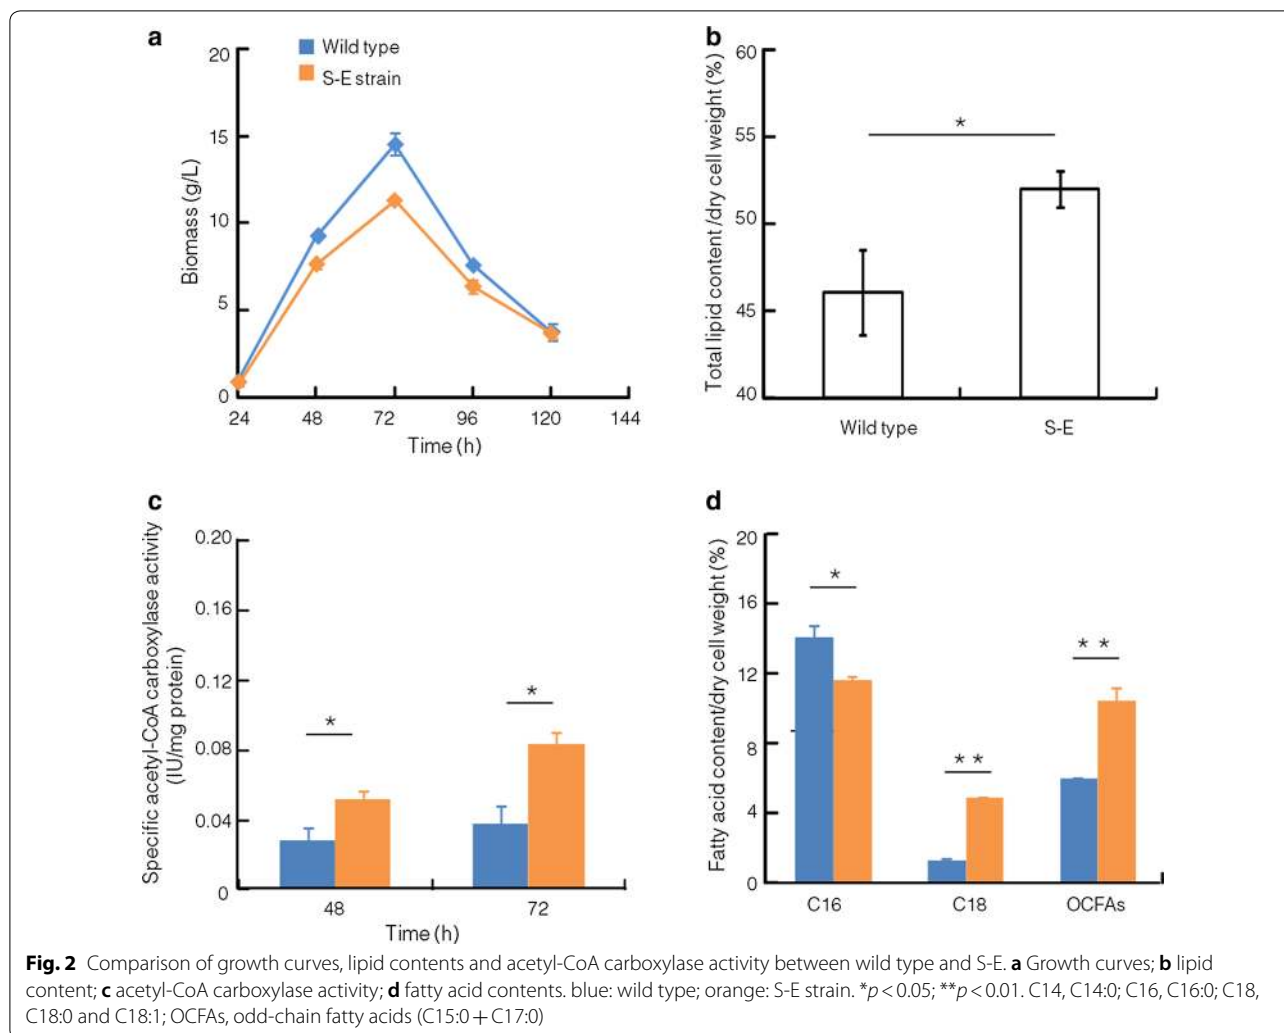 a
Wild type
S-E strain
20
15
10
5
0
Biomass (g/L)
24 48 72 96 120 144
Time (h)
b
60
55
50
45
40
Total lipid content /dry cell weight (%)
*
Wild type S-E
c
0.20
0.16
0.12
0.08
0.04
0
Specific acetyl-CoA carboxylase activity
(IU/mg protein)
*
*
48 72
Time (h)
d
20
16
12
8
4
0
Fatty acid content/dry cell weight (%)
*
**
**
C16 C18 OCFAs
Fig. 2 Comparison of growth curves, lipid contents and acetyl-CoA carboxylase activity between wild type and S-E. a Growth curves; b lipid
content; c acetyl-CoA carboxylase activity; d fatty acid contents. blue: wild type; orange: S-E strain. *p < 0.05; **p < 0.01. C14, C14:0; C16, C16:0; C18,
C18:0 and C18:1; OCFAs, odd-chain fatty acids (C15:0 + C17:0)